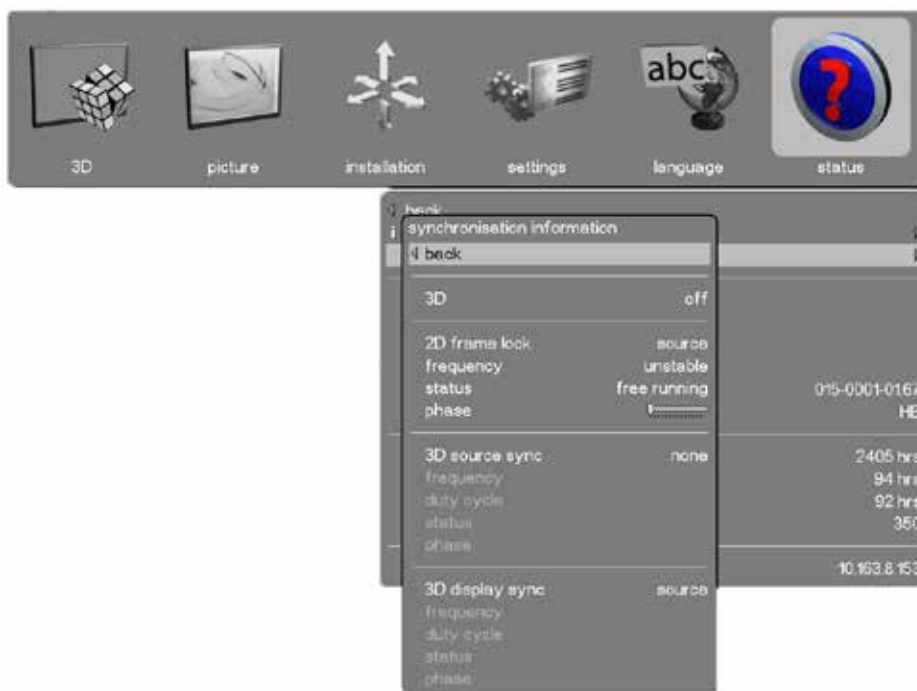 abc
?
3D picture installation settings language status
back
i
synchronisation information
back
3D off
2D frame lock source
frequency unstable
status free running 015-0001-0167
phase HE
3D source sync none 2405 hrs
frequency 94 hrs
duty cycle 92 hrs
status 350
phase
10.163.8.153
3D display sync source
frequency
duty cycle
status
phase